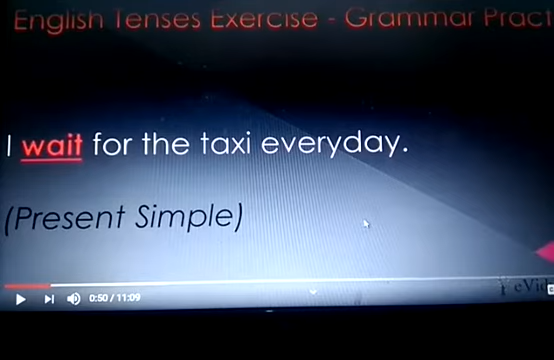 English Tenses Exercise - Grammar Pract
I wait for the taxi everyday.
(Present Simple)
0:50 / 11:09